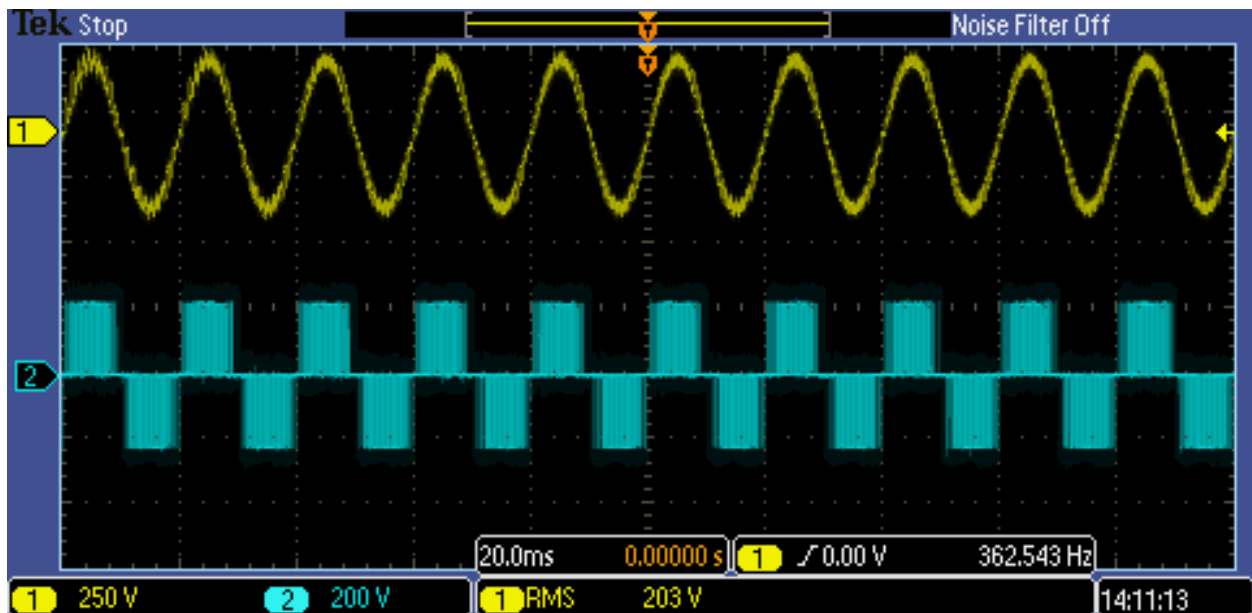 Tek Stop Noise Filter Off
T
T
1
2
20.0ms 0.00000 s 1 0.00 V 362.543 Hz
1 250 V 2 200 V 1 RMS 203 V 14:11:13